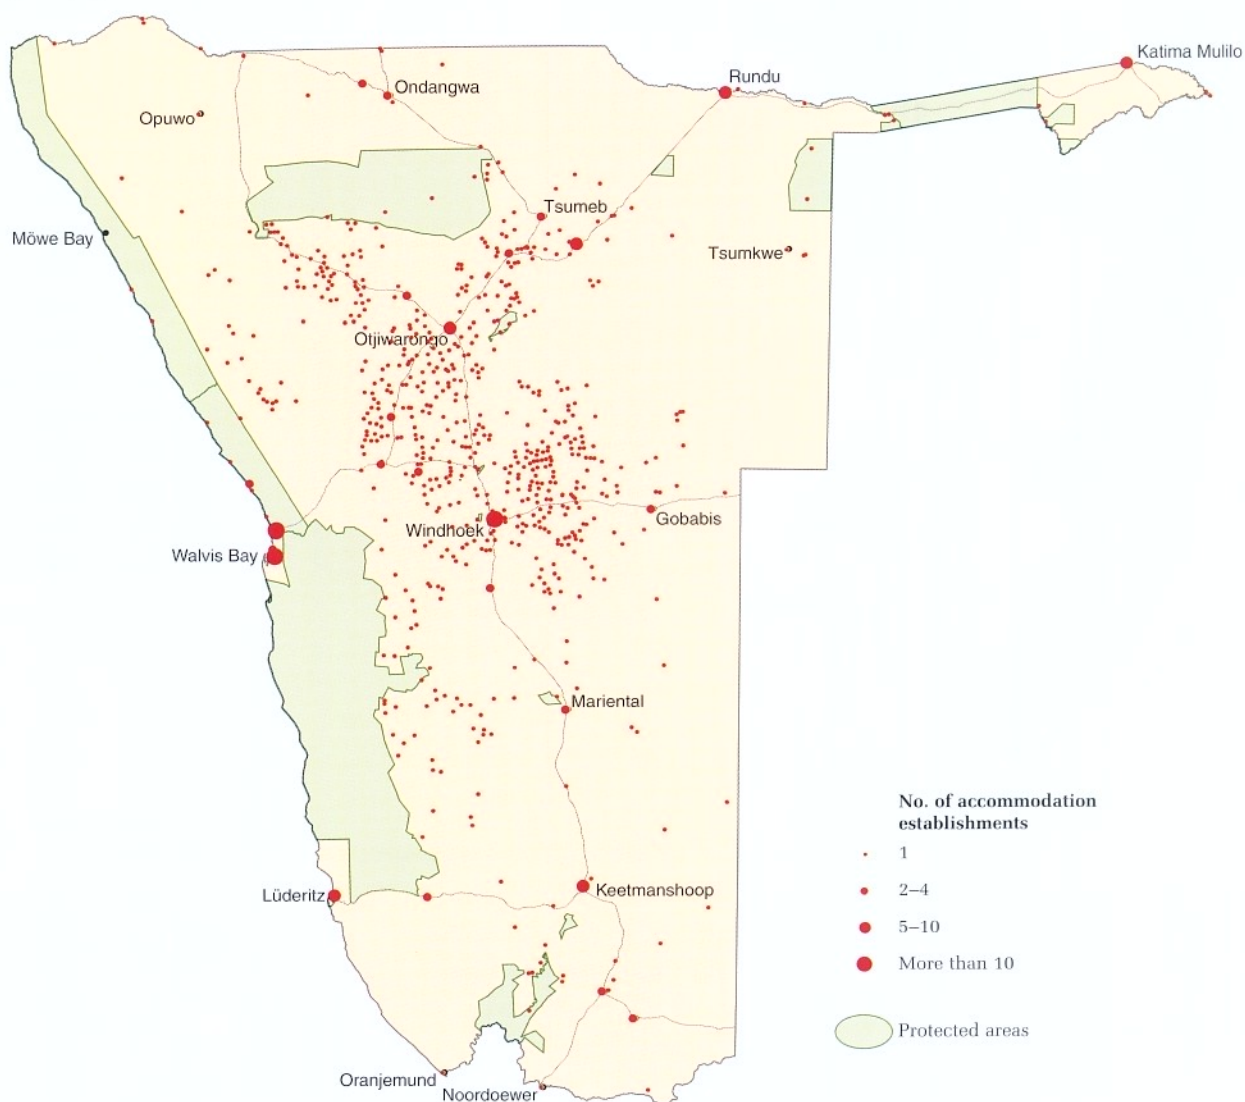 Katima Mulilo
Rundu
Ondangwa
Opuwo
Tsumeb
Möwe Bay
Tsumkwe
Otjiwarongo
Gobabis
Windhoek
Walvis Bay
Mariental
No. of accommodation
establishments
1
2–4
5–10
More than 10
Protected areas
Lüderitz
Keetmanshoop
Oranjemund
Noordoewer